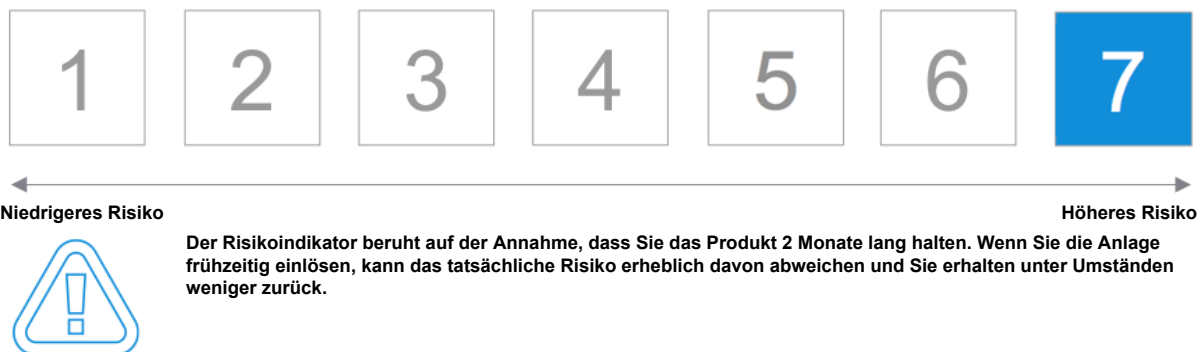 1 2 3 4 5 6 7
Niedrigeres Risiko Höheres Risiko
Der Risikoindikator beruht auf der Annahme, dass Sie das Produkt 2 Monate lang halten. Wenn Sie die Anlage
frühzeitig einlösen, kann das tatsächliche Risiko erheblich davon abweichen und Sie erhalten unter Umständen
weniger zurück.